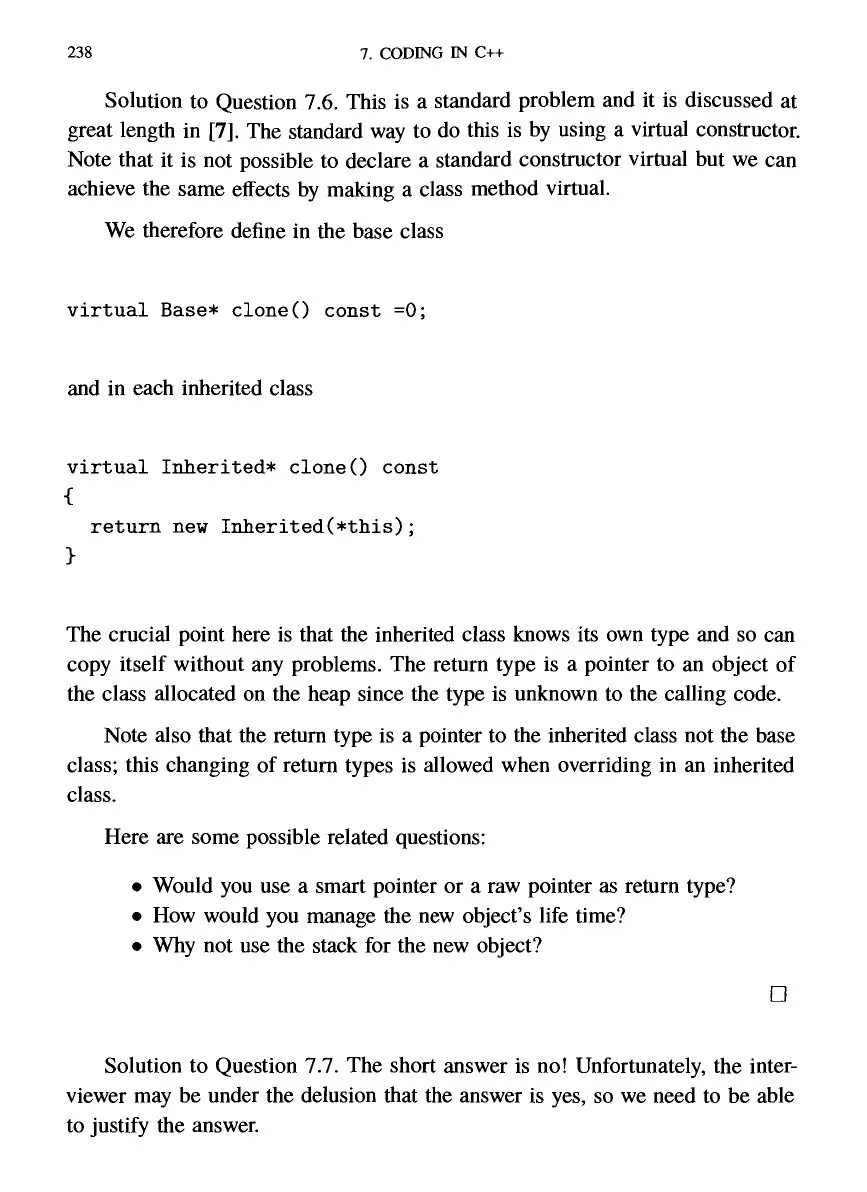 238
7. CODING IN C++
Solution to Question 7.6. This is a standard problem and it is discussed at
great length in [7]. The standard way to do this is by using a virtual constructor.
Note that it is not possible to declare a standard constructor virtual but we can
achieve the same effects by making a class method virtual.
We therefore define in the base class
virtual Base* clone() const =0;
and in each inherited class
virtual Inherited* clone() const
{
return new Inherited(*this);
}
The crucial point here is that the inherited class knows its own type and so can
copy itself without any problems. The return type is a pointer to an object of
the class allocated on the heap since the type is unknown to the calling code.
Note also that the return type is a pointer to the inherited class not the base
class; this changing of return types is allowed when overriding in an inherited
class.
Here are some possible related questions:
• Would you use a smart pointer or a raw pointer as return type?
• How would you manage the new object's life time?
• Why not use the stack for the new object?
□
Solution to Question 7.7. The short answer is no! Unfortunately, the inter-
viewer may be under the delusion that the answer is yes, so we need to be able
to justify the answer.